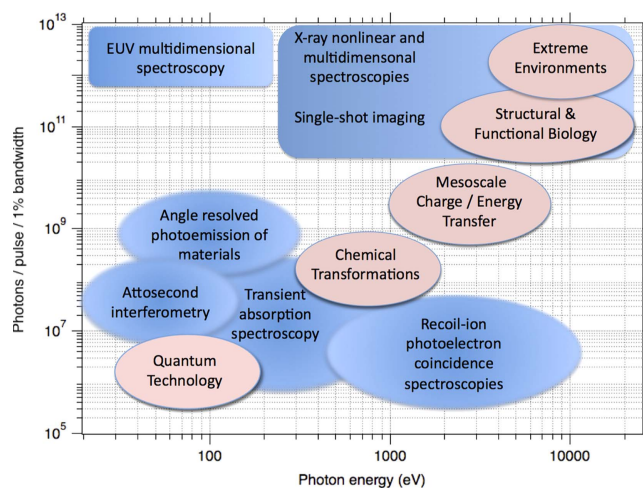 10^13
10^11
10^9
10^7
10^5
Photons / pulse / 1% bandwidth
EUV multidimensional
spectroscopy
X-ray nonlinear and
multidimensonal
spectroscopies
Single-shot imaging
Extreme
Environments
Structural &
Functional Biology
Mesoscale
Charge / Energy
Transfer
Angle resolved
photoemission of
materials
Chemical
Transformations
Attosecond
interferometry
Transient
absorption
spectroscopy
Recoil-ion
photoelectron
coincidence
spectroscopies
Quantum
Technology
100
1000
10000
Photon energy (eV)